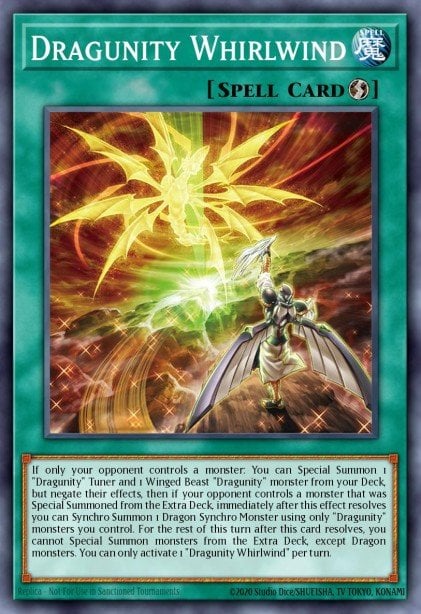 DRAGUNITY WHIRLWIND
SPELL
魔
[SPELL CARD]
If only your opponent controls a monster: You can Special Summon 1
"Dragunity" Tuner and 1 Winged Beast "Dragunity" monster from your Deck,
but negate their effects, then if your opponent controls a monster that was
Special Summoned from the Extra Deck, immediately after this effect resolves
you can Synchro Summon 1 Dragon Synchro Monster using only "Dragunity"
monsters you control. For the rest of this turn after this card resolves, you
cannot Special Summon monsters from the Extra Deck, except Dragon
monsters. You can only activate 1 "Dragunity Whirlwind" per turn.
Replica - Not For Use in Sanctioned Tournaments
©2020 Studio Dice/SHUEISHA, TV TOKYO, KONAMI